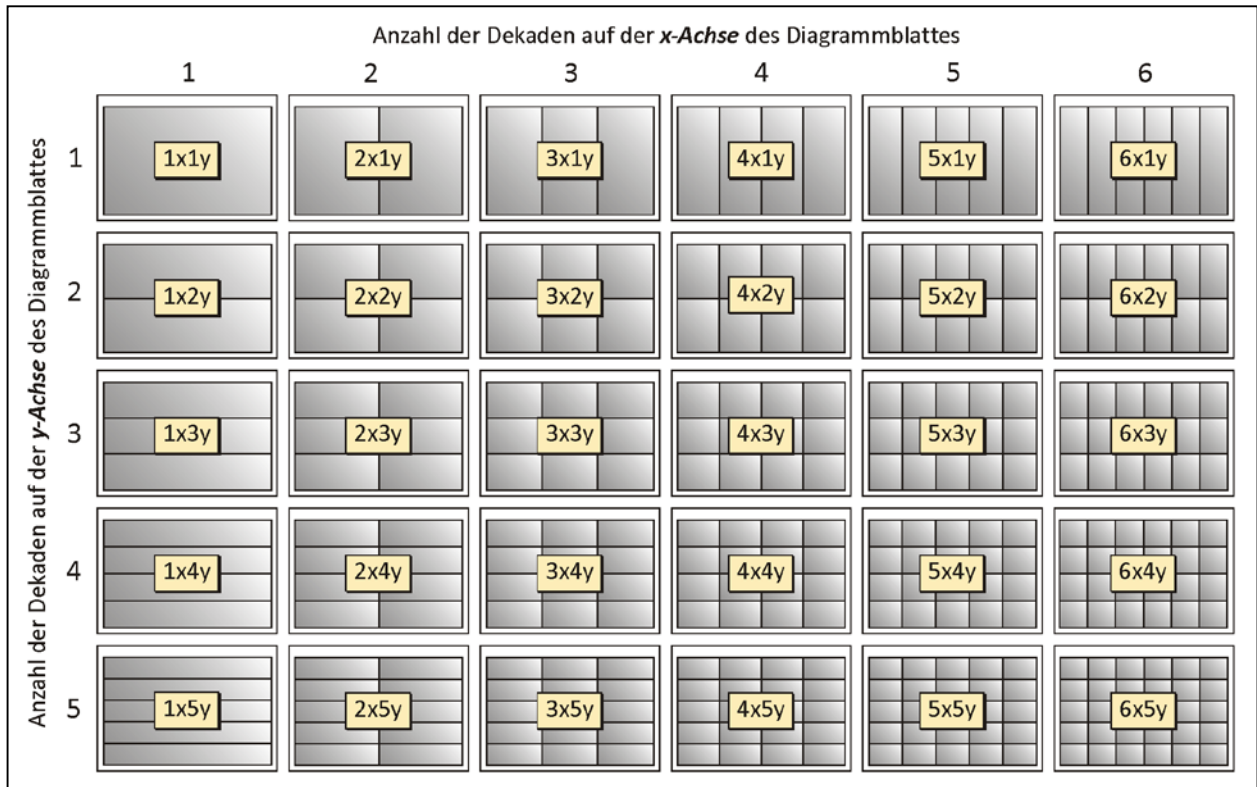 Anzahl der Dekaden auf der x-Achse des Diagrammblattes
1 2 3 4 5 6
Anzahl der Dekaden auf der y-Achse des Diagrammblattes
1 1x1y 2x1y 3x1y 4x1y 5x1y 6x1y
2 1x2y 2x2y 3x2y 4x2y 5x2y 6x2y
3 1x3y 2x3y 3x3y 4x3y 5x3y 6x3y
4 1x4y 2x4y 3x4y 4x4y 5x4y 6x4y
5 1x5y 2x5y 3x5y 4x5y 5x5y 6x5y